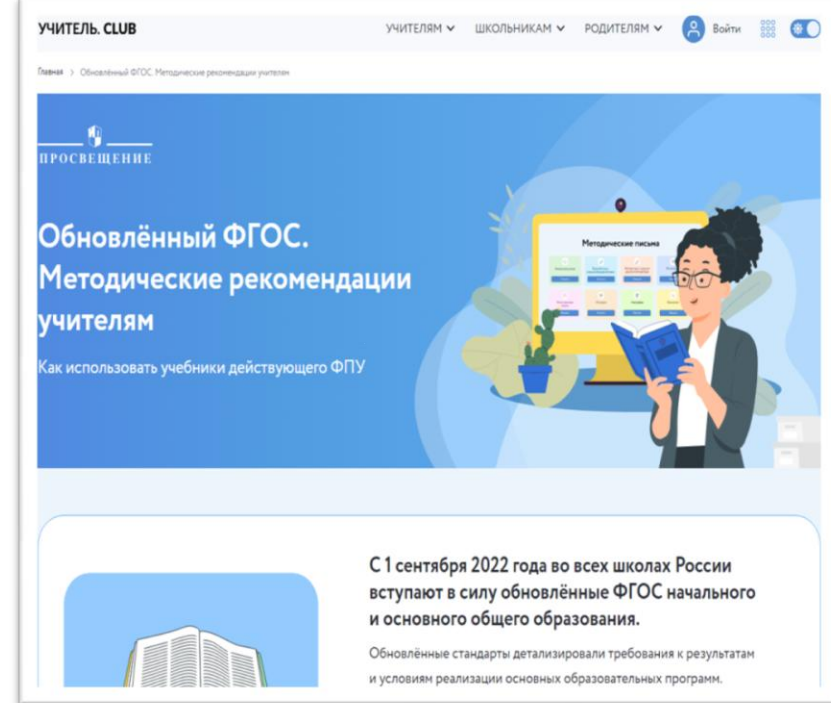 УЧИТЕЛЬ. CLUB
УЧИТЕЛЯМ
ШКОЛЬНИКАМ
РОДИТЕЛЯМ
Войти
Главная > Обновлённый ФГОС. Методические рекомендации учителям
ПРОСВЕЩЕНИЕ
Обновлённый ФГОС.
Методические рекомендации
учителям
Как использовать учебники действующего ФПУ
Методические письма
С 1 сентября 2022 года во всех школах России
вступают в силу обновлённые ФГОС начального
и основного общего образования.
Обновлённые стандарты детализировали требования к результатам
и условиям реализации основных образовательных программ.